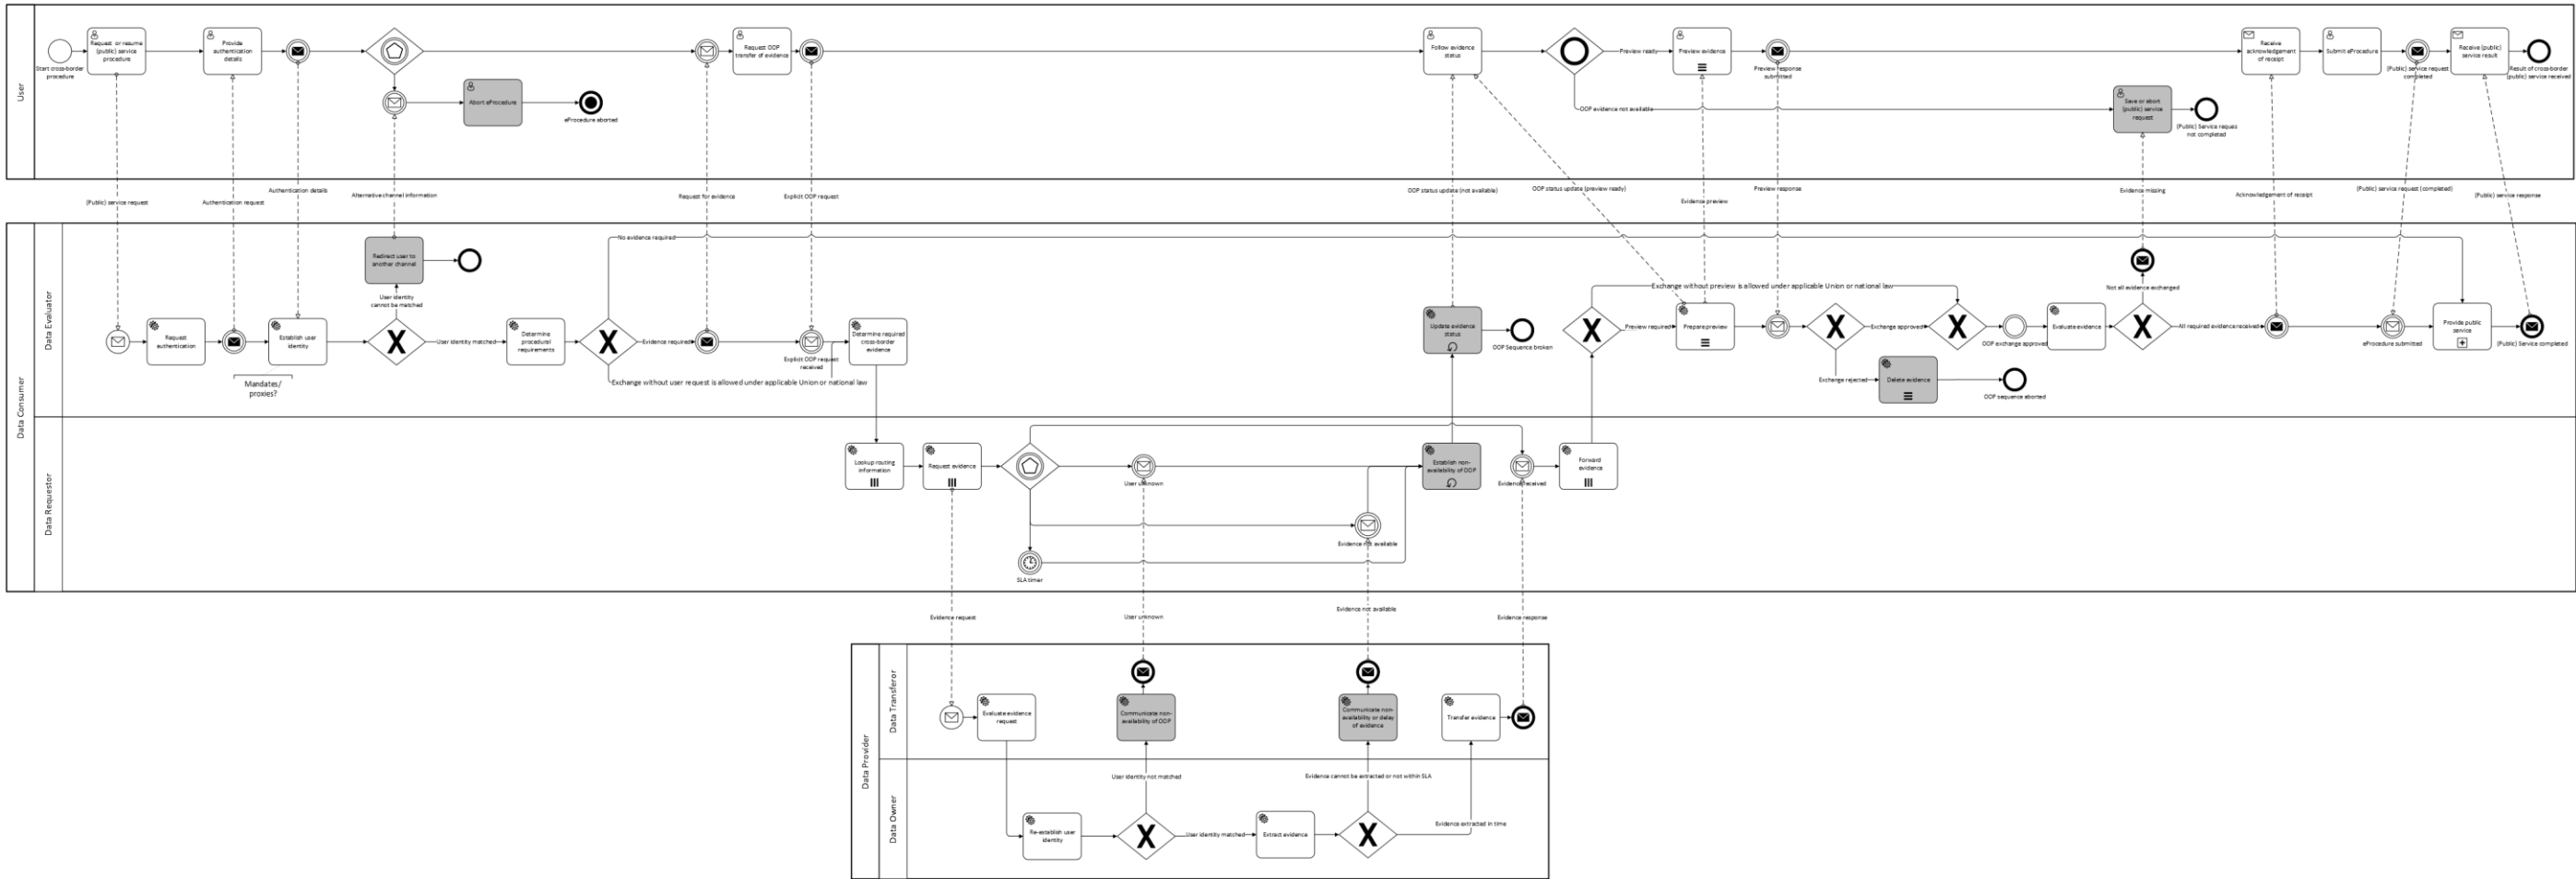 User
Start cross-border
procedure
Request or resume
(public) service
procedure
Provide
authentication
details
Abort eProcedure
eProcedure aborted
Request OOP
transfer of evidence
Follow evidence
status
Preview ready
OOP evidence not available
Preview evidence
Preview response
submitted
Save or abort
(public) service
request
(Public) Service reques
not completed
Receive
acknowledgement
of receipt
Submit eProcedure
(Public) service request
completed
Receive (public)
service result
Result of cross-border
(public) service received
(Public) service request
Authentication request
Authentication details
Alternative channel information
Request for evidence
Explicit OOP request
OOP status update (not available)
OOP status update (preview ready)
Evidence preview
Preview response
Evidence missing
Acknowledgement of receipt
(Public) service request (completed)
(Public) service response
Data Consumer
Data Evaluator
Request
authentication
Establish user
identity
Mandates/
proxies?
Redirect user to
another channel
User identity
cannot be matched
User identity matched
Determine
procedural
requirements
No evidence required
Evidence required
Exchange without user request is allowed under applicable Union or national law
Explicit OOP request
received
Determine required
cross-border
evidence
Update evidence
status
OOP Sequence broken
Exchange without preview is allowed under applicable Union or national law
Preview required
Prepare preview
Exchange approved
Exchange rejected
Delete evidence
OOP sequence aborted
OOP exchange approved
Evaluate evidence
Not all evidence exchanged
All required evidence received
eProcedure submitted
Provide public
service
(Public) Service completed
Data Requestor
Lookup routing
information
Request evidence
User unknown
Evidence not available
SLA timer
Establish non-
availability of OOP
Evidence received
Forward
evidence
Evidence request
User unknown
Evidence not available
Evidence response
Data Provider
Data Transferor
Evaluate evidence
request
Communicate non-
availability of OOP
Communicate non-
availability or delay
of evidence
Transfer evidence
Data Owner
User identity not matched
Evidence cannot be extracted or not within SLA
Re-establish user
identity
User identity matched
Extract evidence
Evidence extracted in time